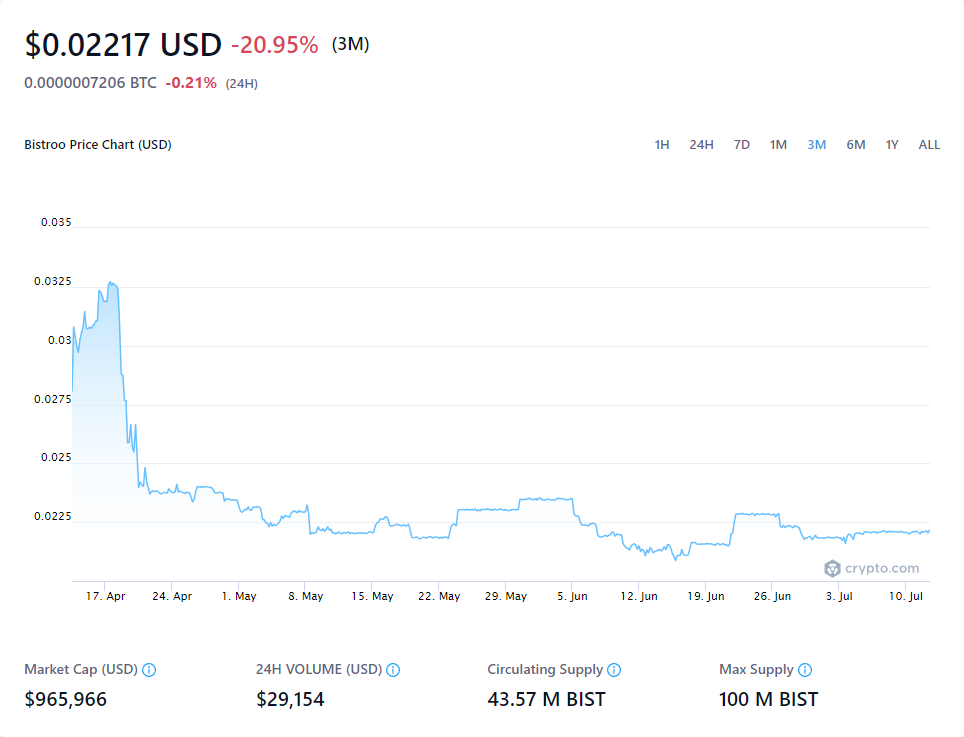 $0.02217 USD -20.95% (3M)
0.0000007206 BTC -0.21% (24H)
Bistroo Price Chart (USD) 1H 24H 7D 1M 3M 6M 1Y ALL
0.035
0.0325
0.03
0.0275
0.025
0.0225
crypto.com
17. Apr 24. Apr 1. May 8. May 15. May 22. May 29. May 5. Jun 12. Jun 19. Jun 26. Jun 3. Jul 10. Jul
Market Cap (USD) 24H VOLUME (USD) Circulating Supply Max Supply
$965,966 $29,154 43.57 M BIST 100 M BIST